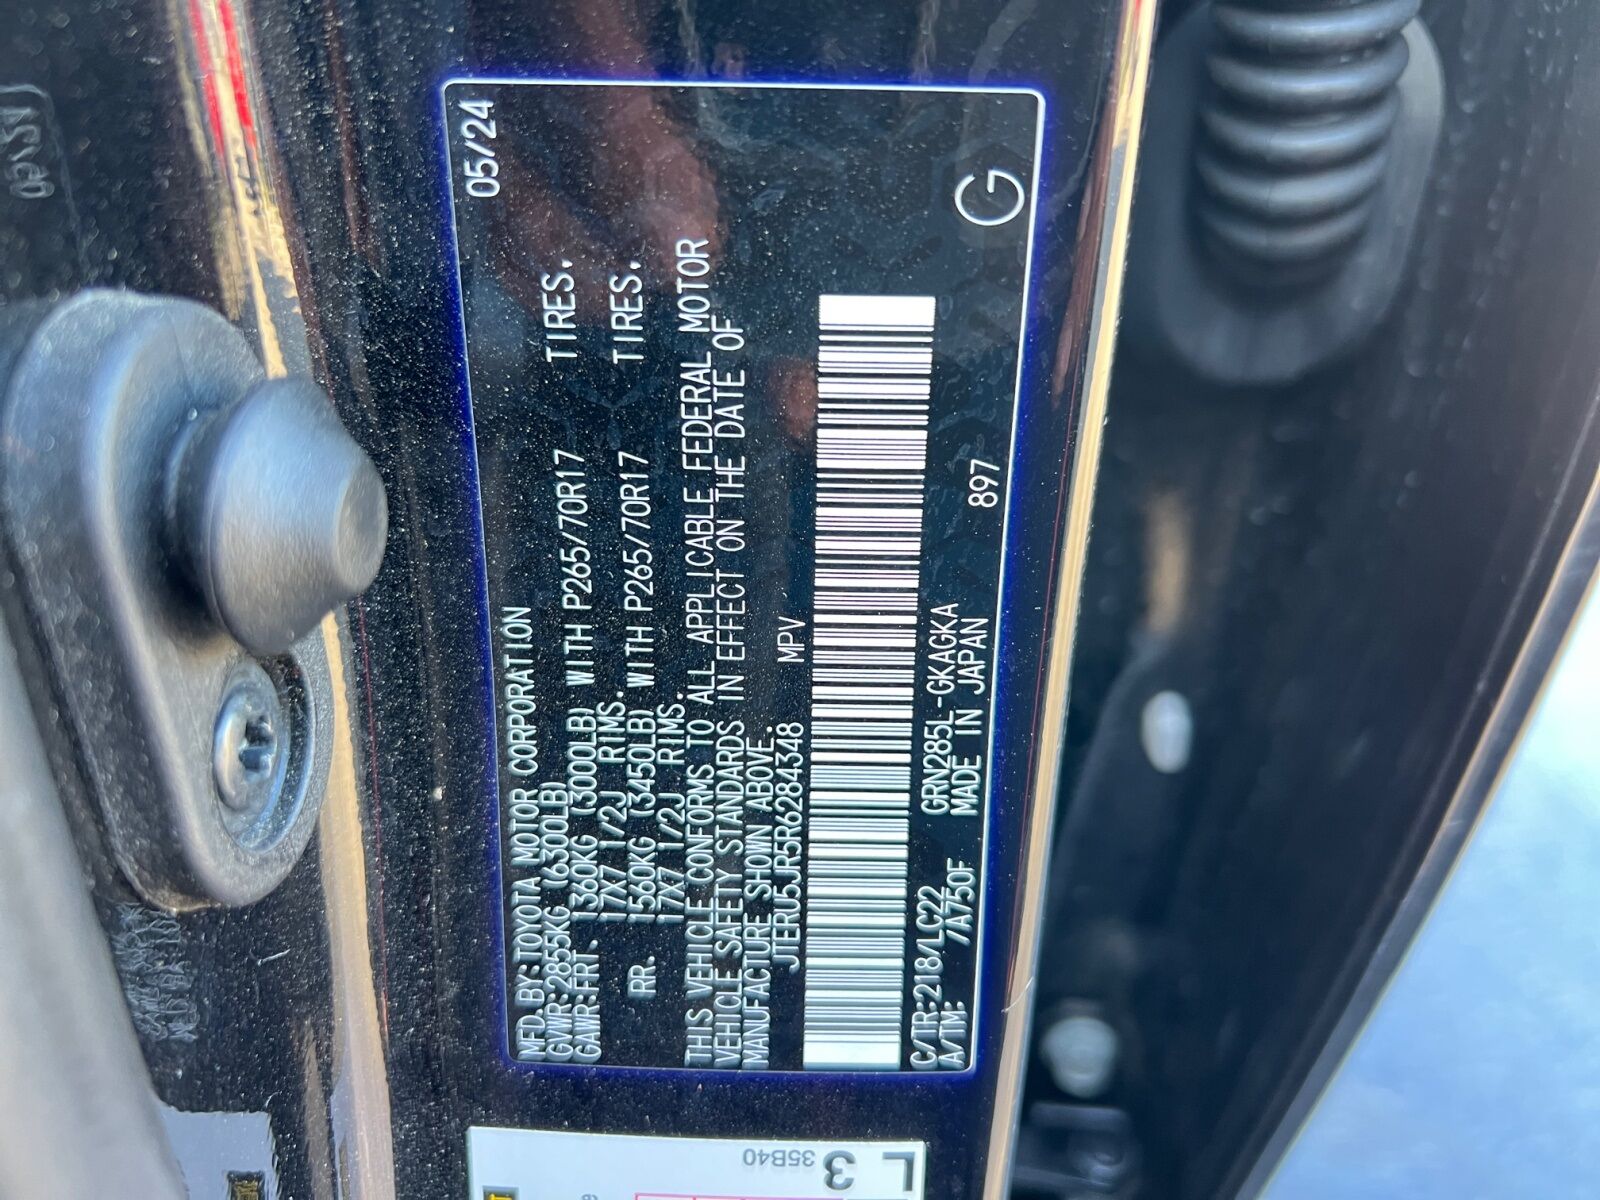 MFD. BY: TOYOTA MOTOR CORPORATION 05/24
GVWR: 2855KG (6300LB)
GAWR: FRT. 1360KG (3000LB) WITH P265/70R17 TIRES.
17X7 1/2J RIMS.
RR. 1560KG (3450LB) WITH P265/70R17 TIRES.
17X7 1/2J RIMS.
THIS VEHICLE CONFORMS TO ALL APPLICABLE FEDERAL MOTOR
VEHICLE SAFETY STANDARDS IN EFFECT ON THE DATE OF
MANUFACTURE SHOWN ABOVE.
JTERU5JR5R6284348 MPV
C/TR: 218/LC22 GRN285L-GKAGKA
A/TM: /A750F MADE IN JAPAN 897 G
L
3
35B40